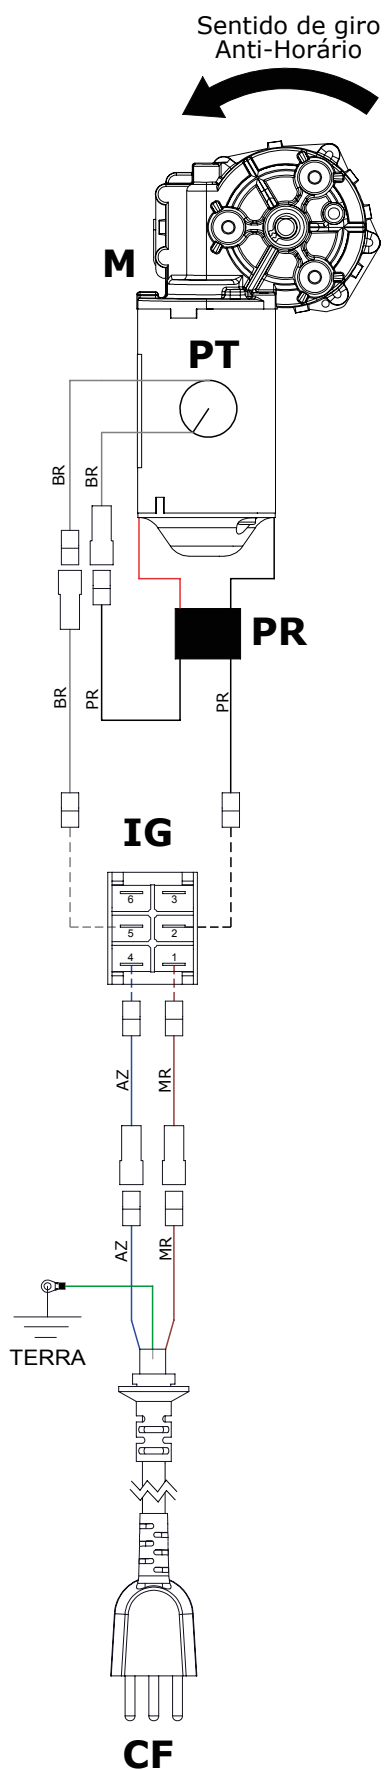 Sentido de giro
Anti-Horário
M
PT
BR
BR
PR
BR
PR
PR
IG
6
3
5
2
4
1
AZ
MR
AZ
MR
TERRA
CF